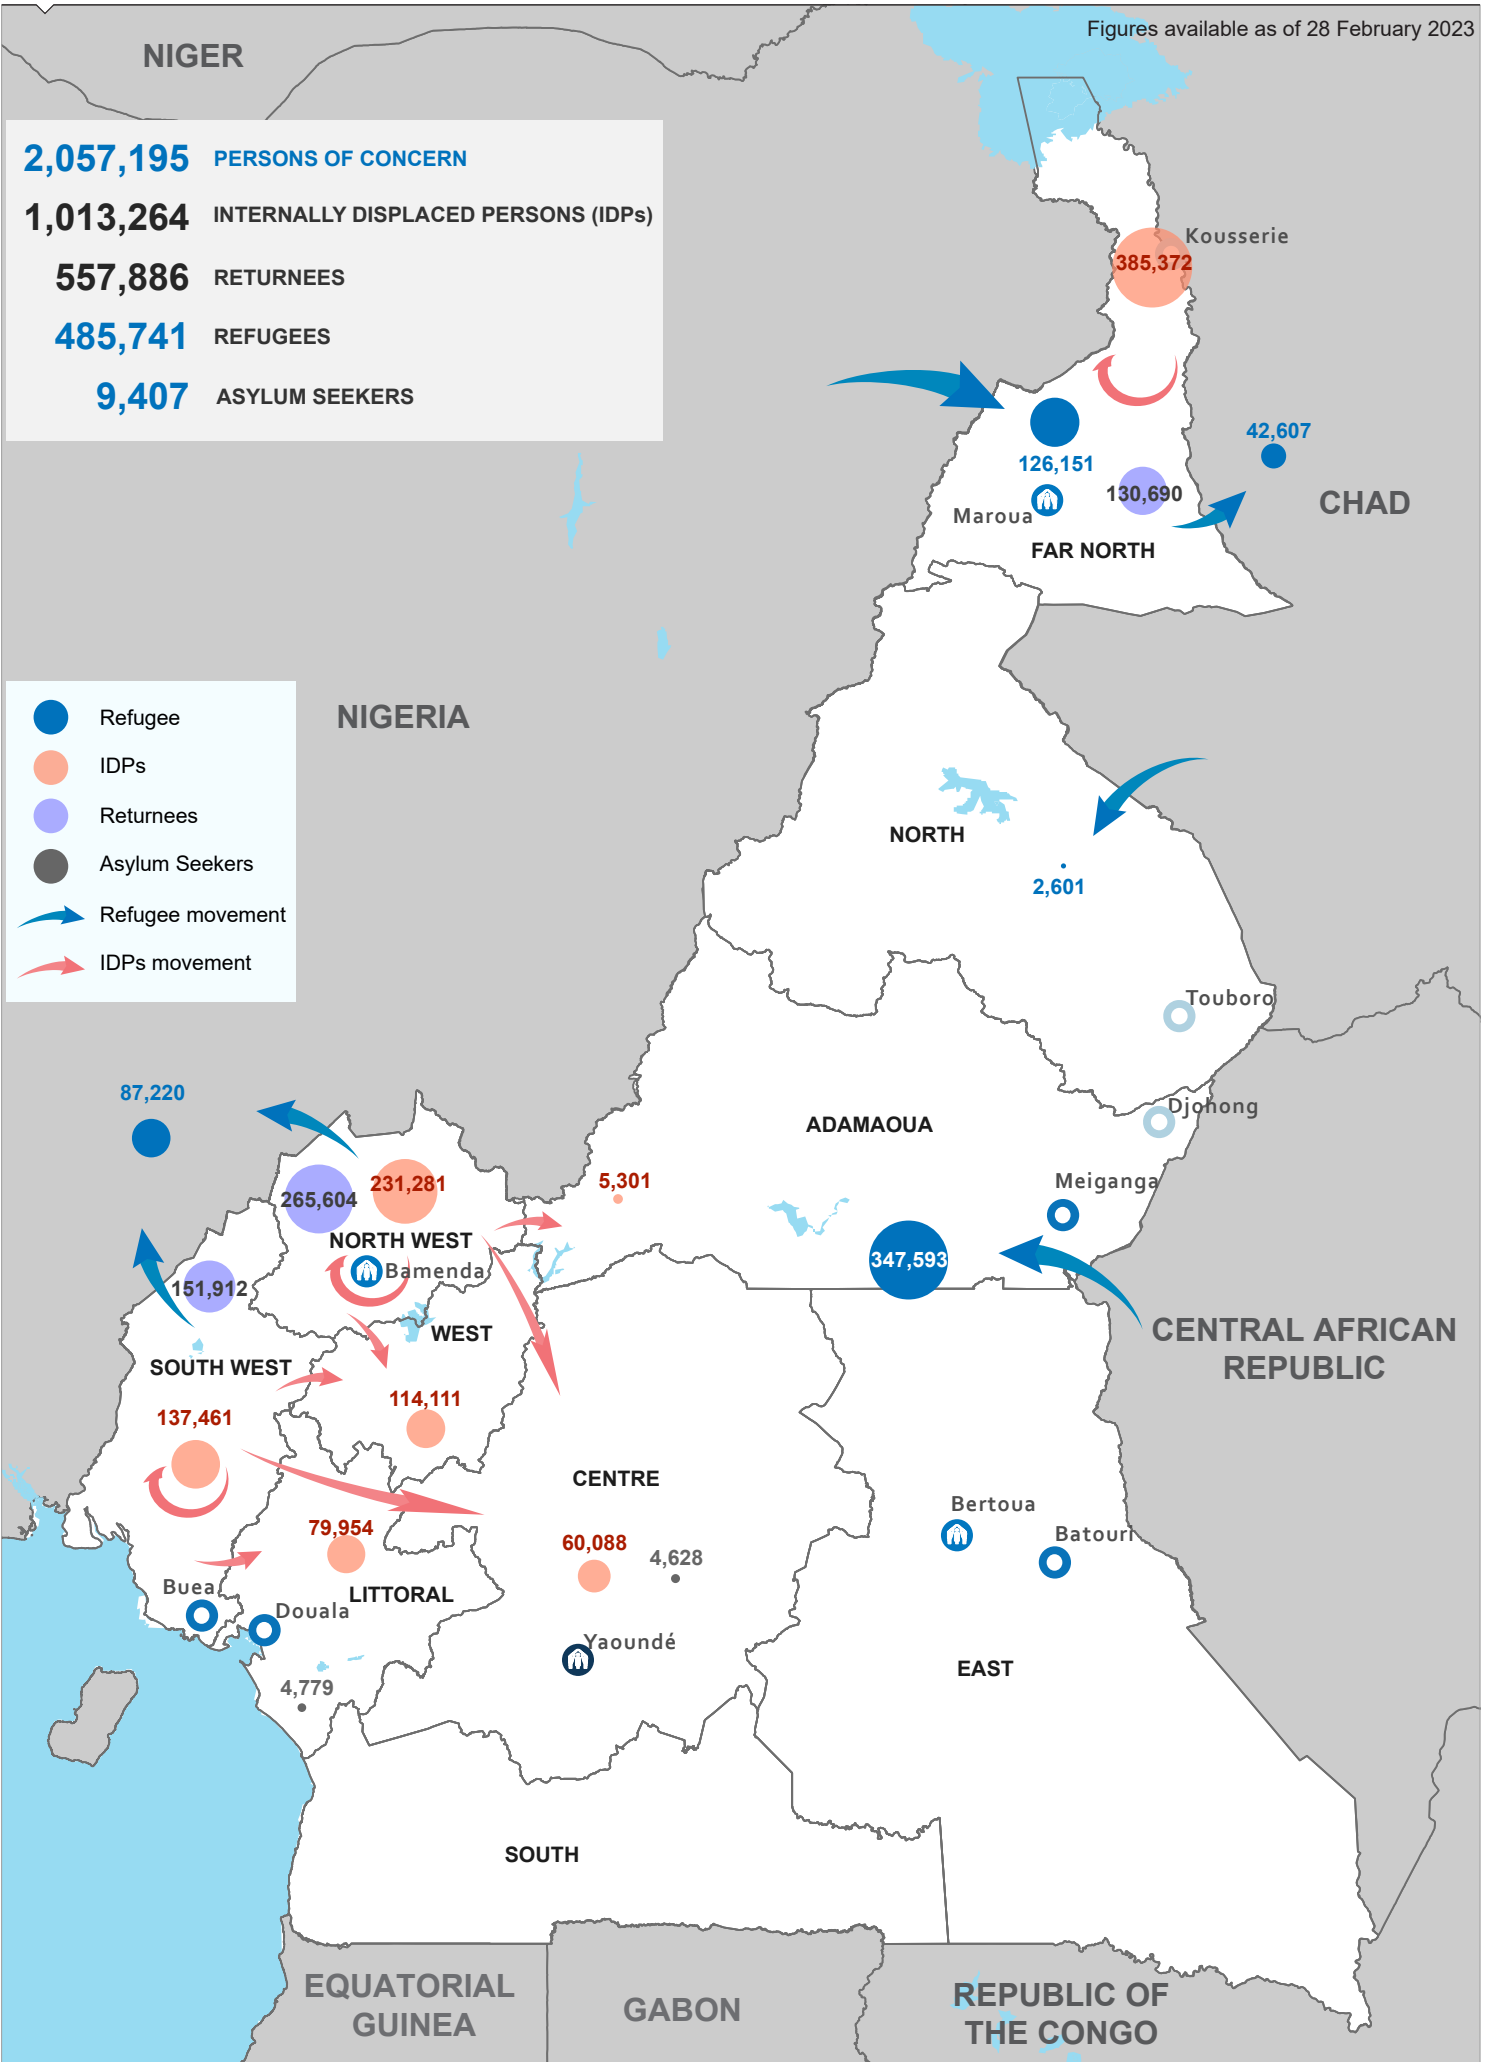 Figures available as of 28 February 2023
NIGER
2,057,195 PERSONS OF CONCERN
1,013,264 INTERNALLY DISPLACED PERSONS (IDPs)
557,886 RETURNEES
485,741 REFUGEES
9,407 ASYLUM SEEKERS
Kousserie
385,372
42,607
126,151
130,690
CHAD
Maroua
FAR NORTH
Refugee
IDPs
Returnees
Asylum Seekers
Refugee movement
IDPs movement
NIGERIA
NORTH
2,601
Touboro
87,220
Djohong
ADAMAOUA
Meiganga
5,301
231,281
265,604
NORTH WEST
Bamenda
347,593
151,912
WEST
CENTRAL AFRICAN
REPUBLIC
SOUTH WEST
114,111
137,461
CENTRE
Bertoua
79,954
Batouri
60,088
4,628
Buea
LITTORAL
Douala
Yaoundé
EAST
4,779
SOUTH
EQUATORIAL
GUINEA
GABON
REPUBLIC OF
THE CONGO